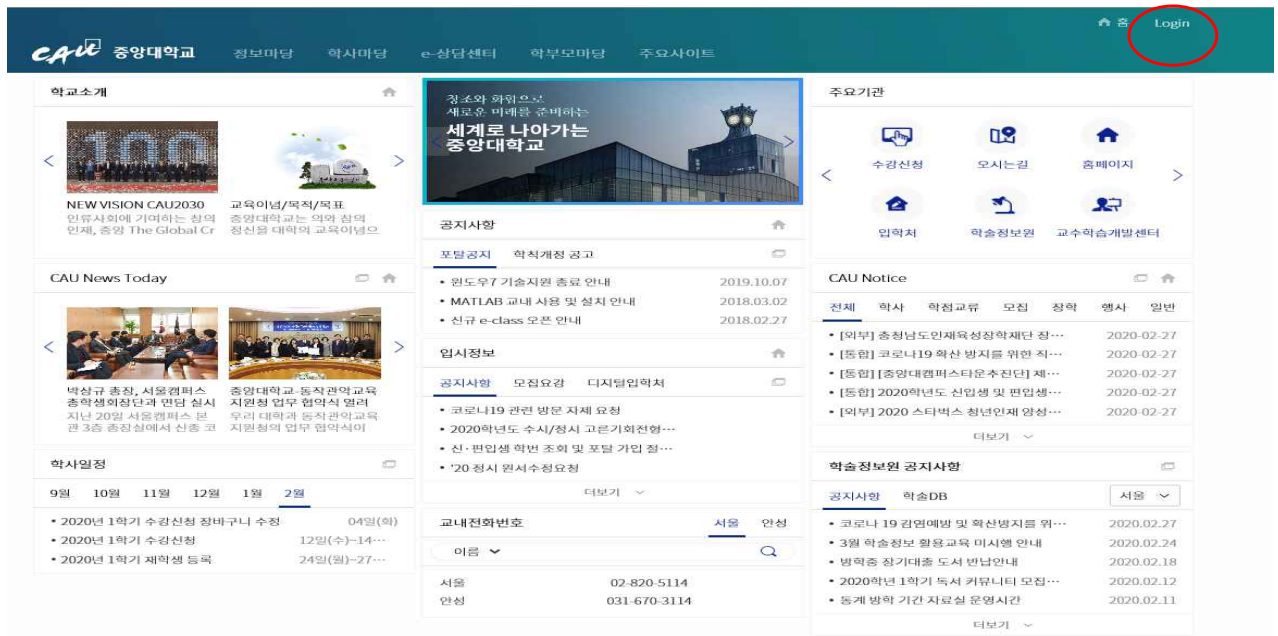 홈 Login
CAU 중앙대학교 정보마당 학사마당 e-상담센터 학부모마당 주요사이트
학교소개
NEW VISION CAU2030
인류사회에 기여하는 참의
인재, 중앙 The Global Cr
교육이념/목적/목표
중앙대학교는 의와 참의
정신을 대학의 교육이념으
CAU News Today
박상규 총장, 서울캠퍼스
총학생회장단과 면담 실시
지난 20일 서울캠퍼스 본
관 3층 총장실에서 신종 코
중앙대학교-동작관악교육
지원청 업무 협약식 열려
우리 대학과 동작관악교육
지원청의 업무 협약식이
학사일정
9월 10월 11월 12월 1월 2월
• 2020년 1학기 수강신청 장바구니 수정 04일(화)
• 2020년 1학기 수강신청 12일(수)~14···
• 2020년 1학기 재학생 등록 24일(월)~27···
창조와 화합으로
새로운 미래를 준비하는
세계로 나아가는
중앙대학교
공지사항
포탈공지 학칙개정 공고
• 윈도우7 기술지원 종료 안내 2019.10.07
• MATLAB 교내 사용 및 설치 안내 2018.03.02
• 신규 e-class 오픈 안내 2018.02.27
입시정보
공지사항 모집요강 디지털입학처
• 코로나19 관련 방문 자제 요청
• 2020학년도 수시/정시 고른기회전형···
• 신·편입생 학번 조회 및 포탈 가입 절···
• '20 정시 원서수정요청
더보기
교내전화번호 서울 안성
이름
서울 02-820-5114
안성 031-670-3114
주요기관
수강신청 오시는길 홈페이지
입학처 학술정보원 교수학습개발센터
CAU Notice
전체 학사 학점교류 모집 장학 행사 일반
• [외부] 충청남도인재육성장학재단 장··· 2020-02-27
• [통합] 코로나19 확산 방지를 위한 직··· 2020-02-27
• [통합] [중앙대캠퍼스타운추진단] 제··· 2020-02-27
• [통합] 2020학년도 신입생 및 편입생··· 2020-02-27
• [외부] 2020 스타벅스 청년인재 양성··· 2020-02-27
더보기
학술정보원 공지사항
공지사항 학술DB 서울
• 코로나 19 감염예방 및 확산방지를 위··· 2020.02.27
• 3월 학술정보 활용교육 미시행 안내 2020.02.24
• 방학중 장기대출 도서 반납안내 2020.02.18
• 2020학년 1학기 독서 커뮤니티 모집··· 2020.02.12
• 동계 방학 기간 자료실 운영시간 2020.02.11
더보기